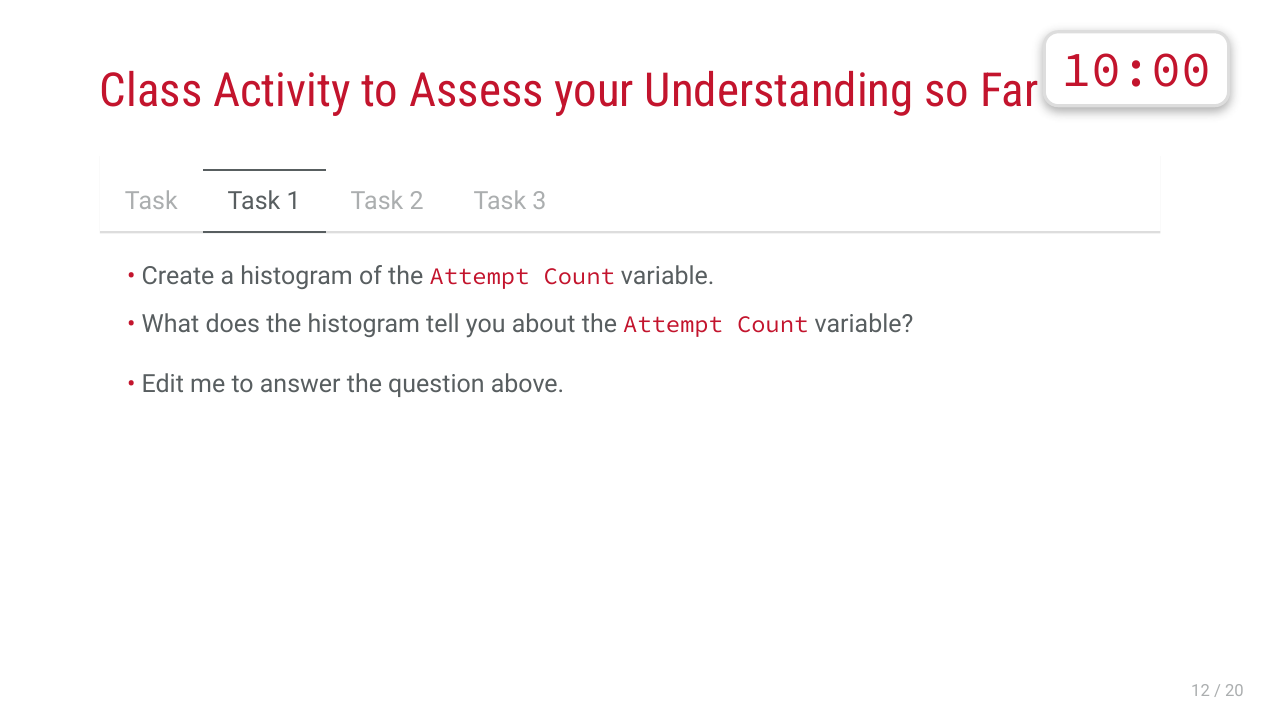 Class Activity to Assess your Understanding so Far
10:00
Task Task 1 Task 2 Task 3
• Create a histogram of the Attempt Count variable.
• What does the histogram tell you about the Attempt Count variable?
• Edit me to answer the question above.
12 / 20